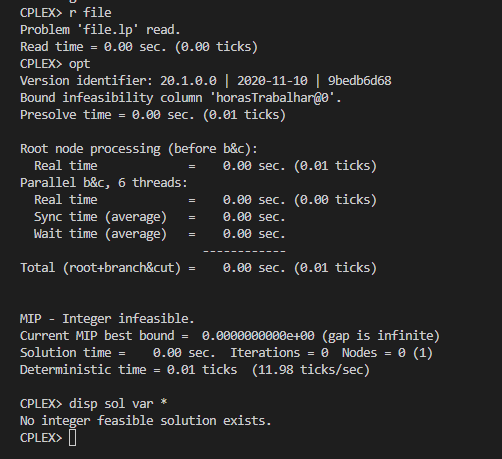 CPLEX> r file
Problem 'file.lp' read.
Read time = 0.00 sec. (0.00 ticks)
CPLEX> opt
Version identifier: 20.1.0.0 | 2020-11-10 | 9bedb6d68
Bound infeasibility column 'horasTrabalhar@0'.
Presolve time = 0.00 sec. (0.01 ticks)

Root node processing (before b&c):
  Real time             =    0.00 sec. (0.01 ticks)
Parallel b&c, 6 threads:
  Real time             =    0.00 sec. (0.00 ticks)
  Sync time (average)   =    0.00 sec.
  Wait time (average)   =    0.00 sec.
                          ------------
Total (root+branch&cut) =    0.00 sec. (0.01 ticks)


MIP - Integer infeasible.
Current MIP best bound =  0.0000000000e+00 (gap is infinite)
Solution time =    0.00 sec.  Iterations = 0  Nodes = 0 (1)
Deterministic time = 0.01 ticks  (11.98 ticks/sec)

CPLEX> disp sol var *
No integer feasible solution exists.
CPLEX>